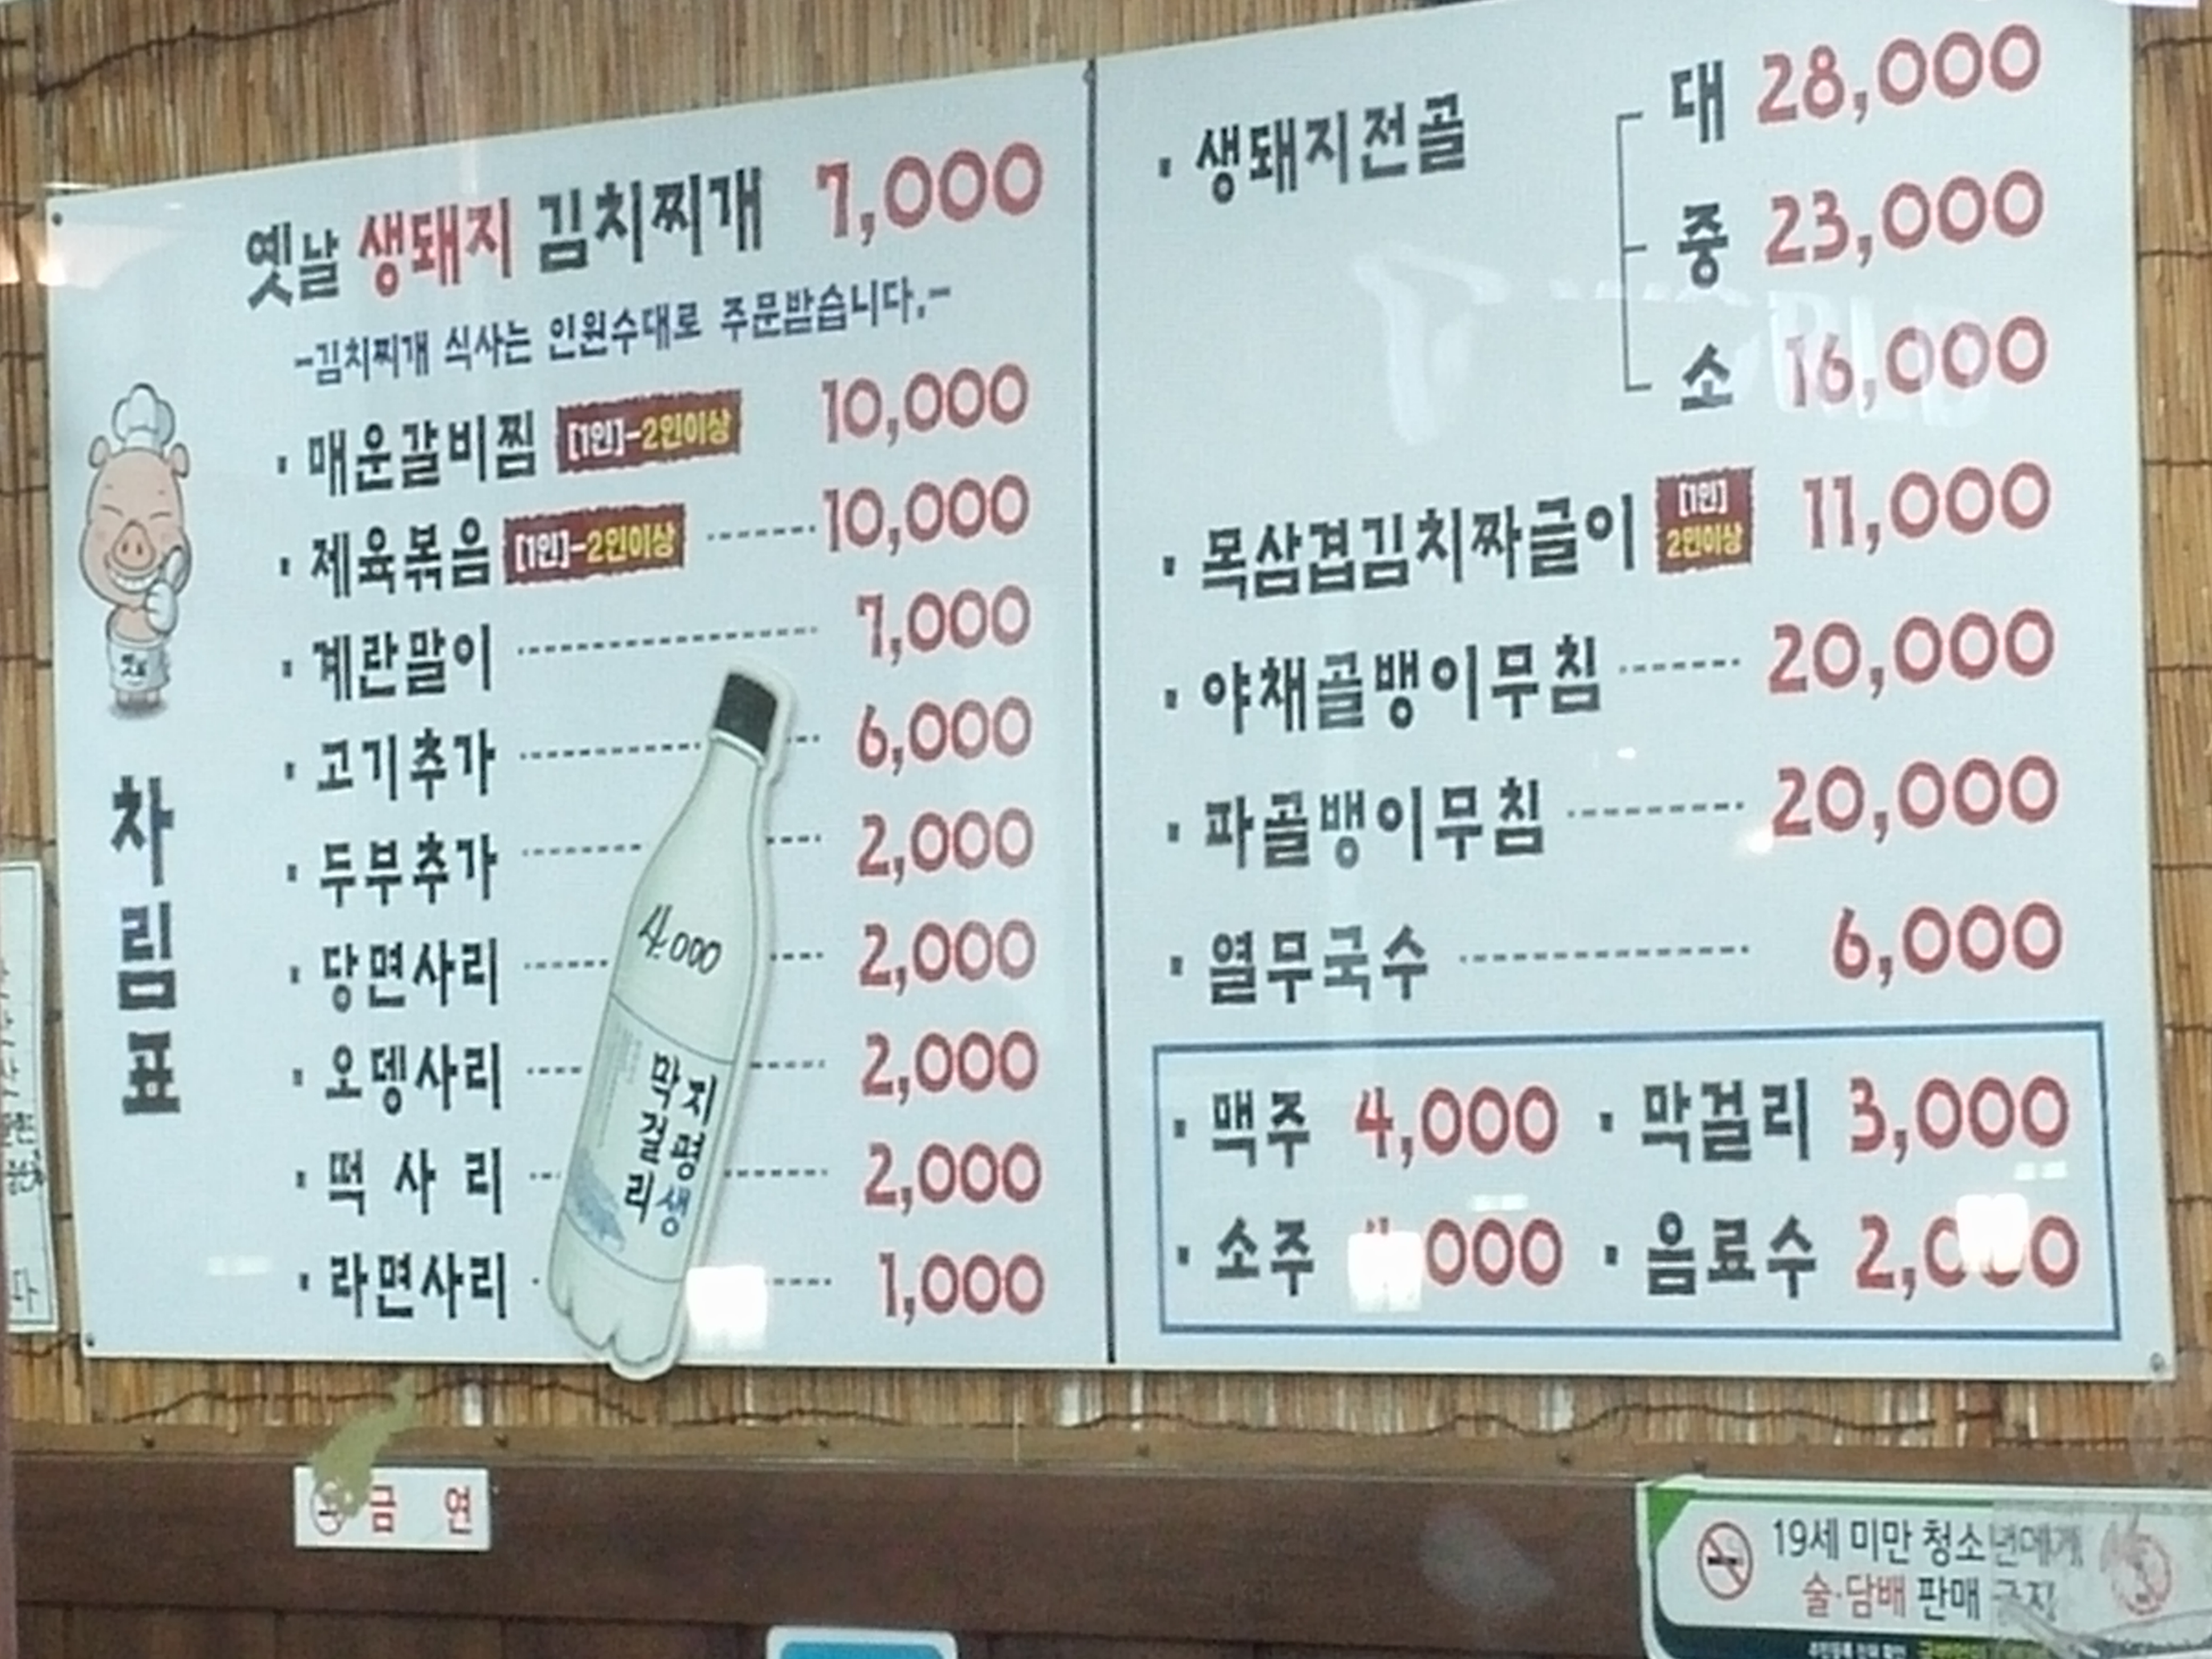 옛날 생돼지 김치찌개 7,000
-김치찌개 식사는 인원수대로 주문받습니다.-
· 매운갈비찜 [1인]-2인이상 10,000
· 제육볶음 [1인]-2인이상 10,000
· 계란말이 7,000
· 고기추가 6,000
· 두부추가 2,000
· 당면사리 2,000
· 오뎅사리 2,000
· 떡 사 리 2,000
· 라면사리 1,000
차림표
4,000
지평생
막걸리
· 생돼지전골 대 28,000
중 23,000
소 16,000
· 목삼겹김치짜글이 [1인] 2인이상 11,000
· 야채골뱅이무침 20,000
· 파골뱅이무침 20,000
· 열무국수 6,000
· 맥주 4,000 · 막걸리 3,000
· 소주 000 · 음료수 2,000
금 연
19세 미만 청소년에게
술·담배 판매 금지